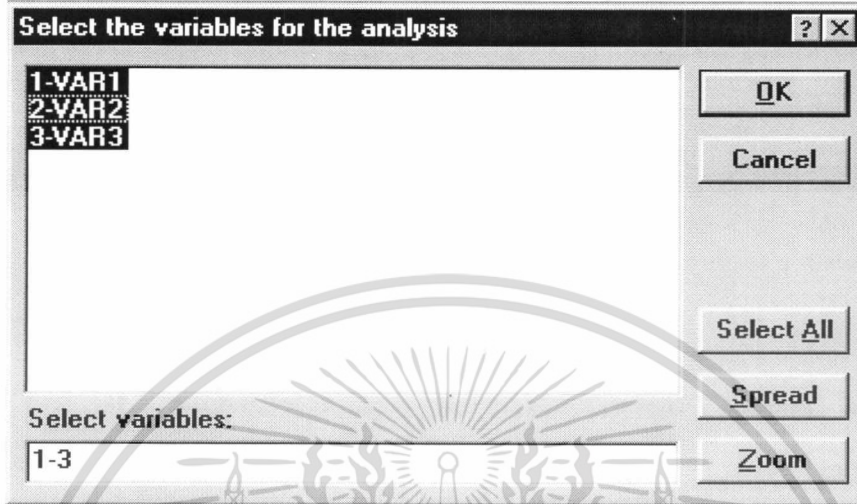 Select the variables for the analysis
1-VAR1
2-VAR2
3-VAR3
OK
Cancel
Select All
Spread
Zoom
Select variables:
1-3